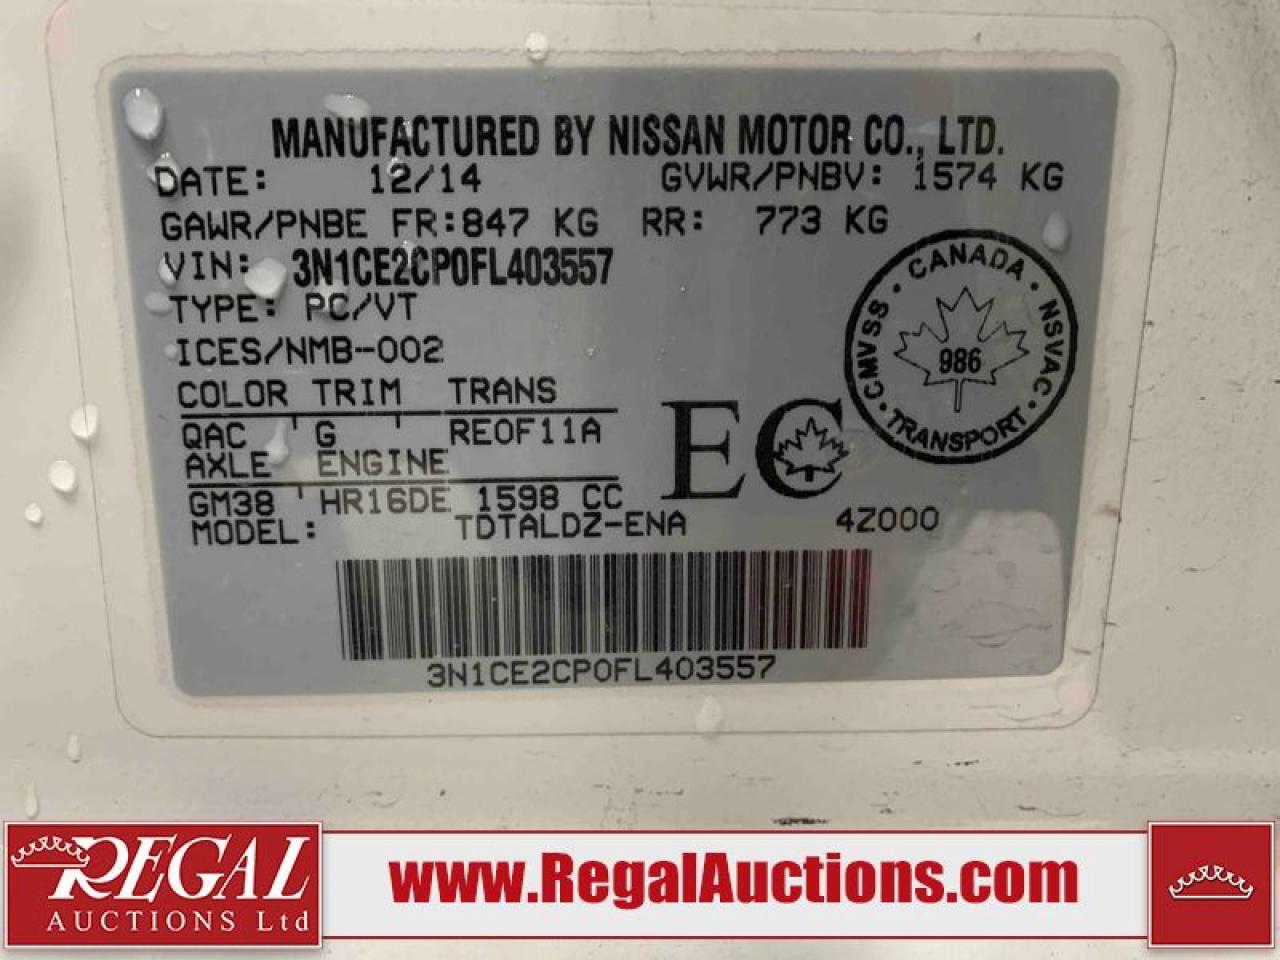 MANUFACTURED BY NISSAN MOTOR CO., LTD.
DATE: 12/14 GVWR/PNBV: 1574 KG
GAWR/PNBE FR:847 KG RR: 773 KG
VIN: 3N1CE2CP0FL403557
TYPE: PC/VT
ICES/NMB-002
COLOR TRIM TRANS
QAC G RE0F11A
AXLE ENGINE
GM38 HR16DE 1598 CC
MODEL: TDTALDZ-ENA 4Z000
EC
CANADA
CMVSS · NSVAC
986
TRANSPORT
3N1CE2CP0FL403557
REGAL
AUCTIONS Ltd
www.RegalAuctions.com